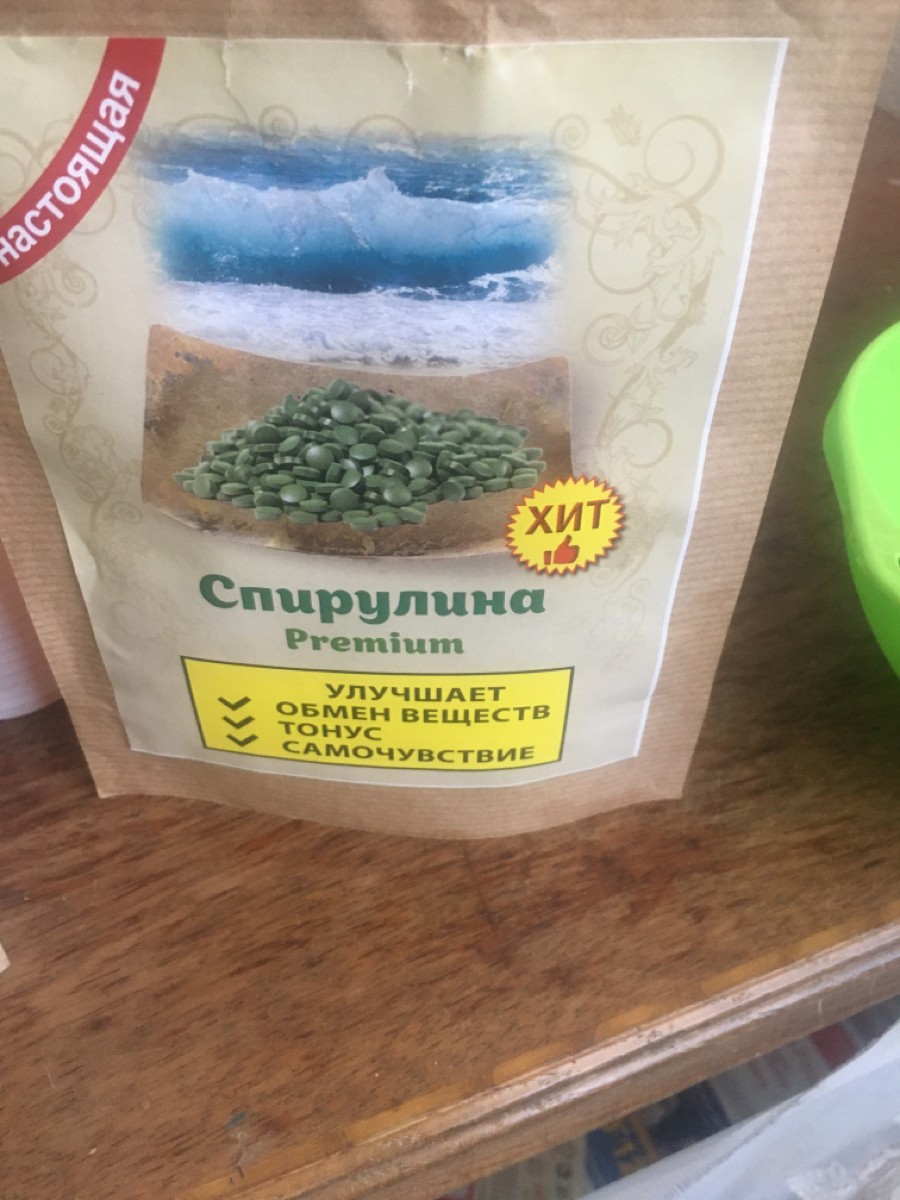 настоящая
ХИТ
Спирулина
Premium
УЛУЧШАЕТ
ОБМЕН ВЕЩЕСТВ
ТОНУС
САМОЧУВСТВИЕ